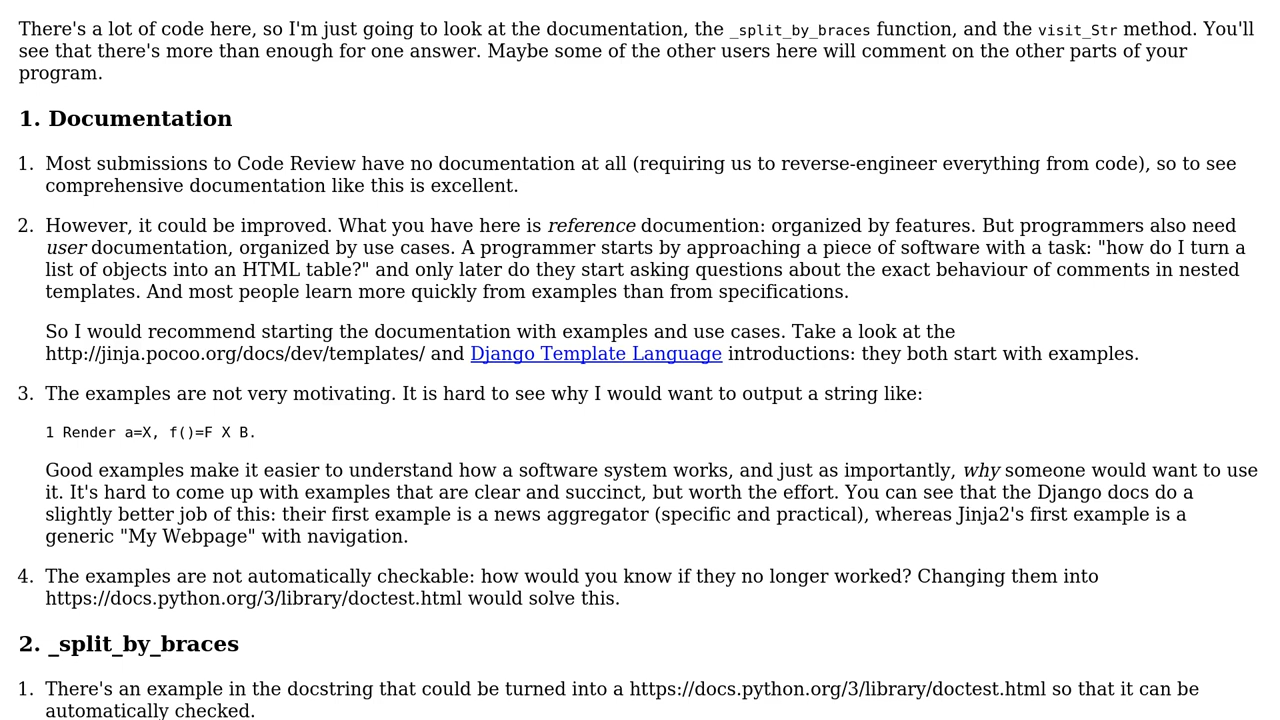 There's a lot of code here, so I'm just going to look at the documentation, the _split_by_braces function, and the visit_Str method. You'll
see that there's more than enough for one answer. Maybe some of the other users here will comment on the other parts of your
program.
1. Documentation
1. Most submissions to Code Review have no documentation at all (requiring us to reverse-engineer everything from code), so to see
comprehensive documentation like this is excellent.
2. However, it could be improved. What you have here is reference documention: organized by features. But programmers also need
user documentation, organized by use cases. A programmer starts by approaching a piece of software with a task: "how do I turn a
list of objects into an HTML table?" and only later do they start asking questions about the exact behaviour of comments in nested
templates. And most people learn more quickly from examples than from specifications.
So I would recommend starting the documentation with examples and use cases. Take a look at the
http://jinja.pocoo.org/docs/dev/templates/ and Django Template Language introductions: they both start with examples.
3. The examples are not very motivating. It is hard to see why I would want to output a string like:
1 Render a=X, f()=F X B.
Good examples make it easier to understand how a software system works, and just as importantly, why someone would want to use
it. It's hard to come up with examples that are clear and succinct, but worth the effort. You can see that the Django docs do a
slightly better job of this: their first example is a news aggregator (specific and practical), whereas Jinja2's first example is a
generic "My Webpage" with navigation.
4. The examples are not automatically checkable: how would you know if they no longer worked? Changing them into
https://docs.python.org/3/library/doctest.html would solve this.
2. _split_by_braces
1. There's an example in the docstring that could be turned into a https://docs.python.org/3/library/doctest.html so that it can be
automatically checked.